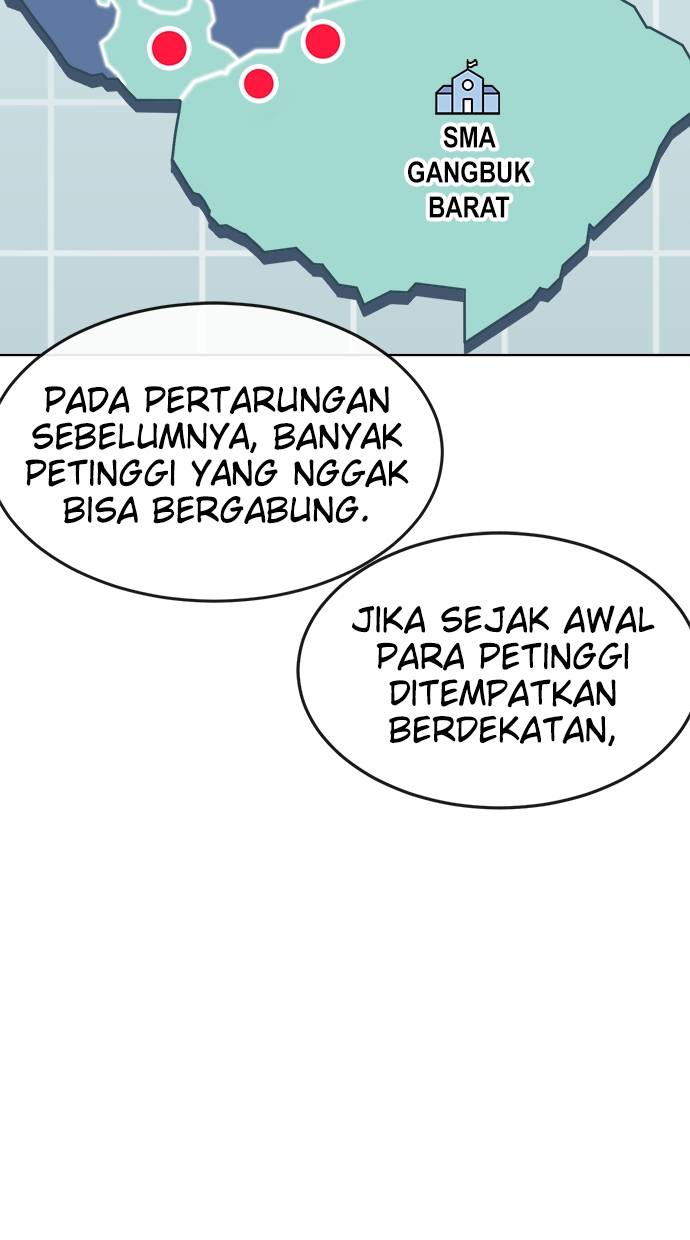 SMA
GANGBUK
BARAT
PADA PERTARUNGAN
SEBELUMNYA, BANYAK
PETINGGI YANG NGGAK
BISA BERGABUNG.
JIKA SEJAK AWAL
PARA PETINGGI
DITEMPATKAN
BERDEKATAN,